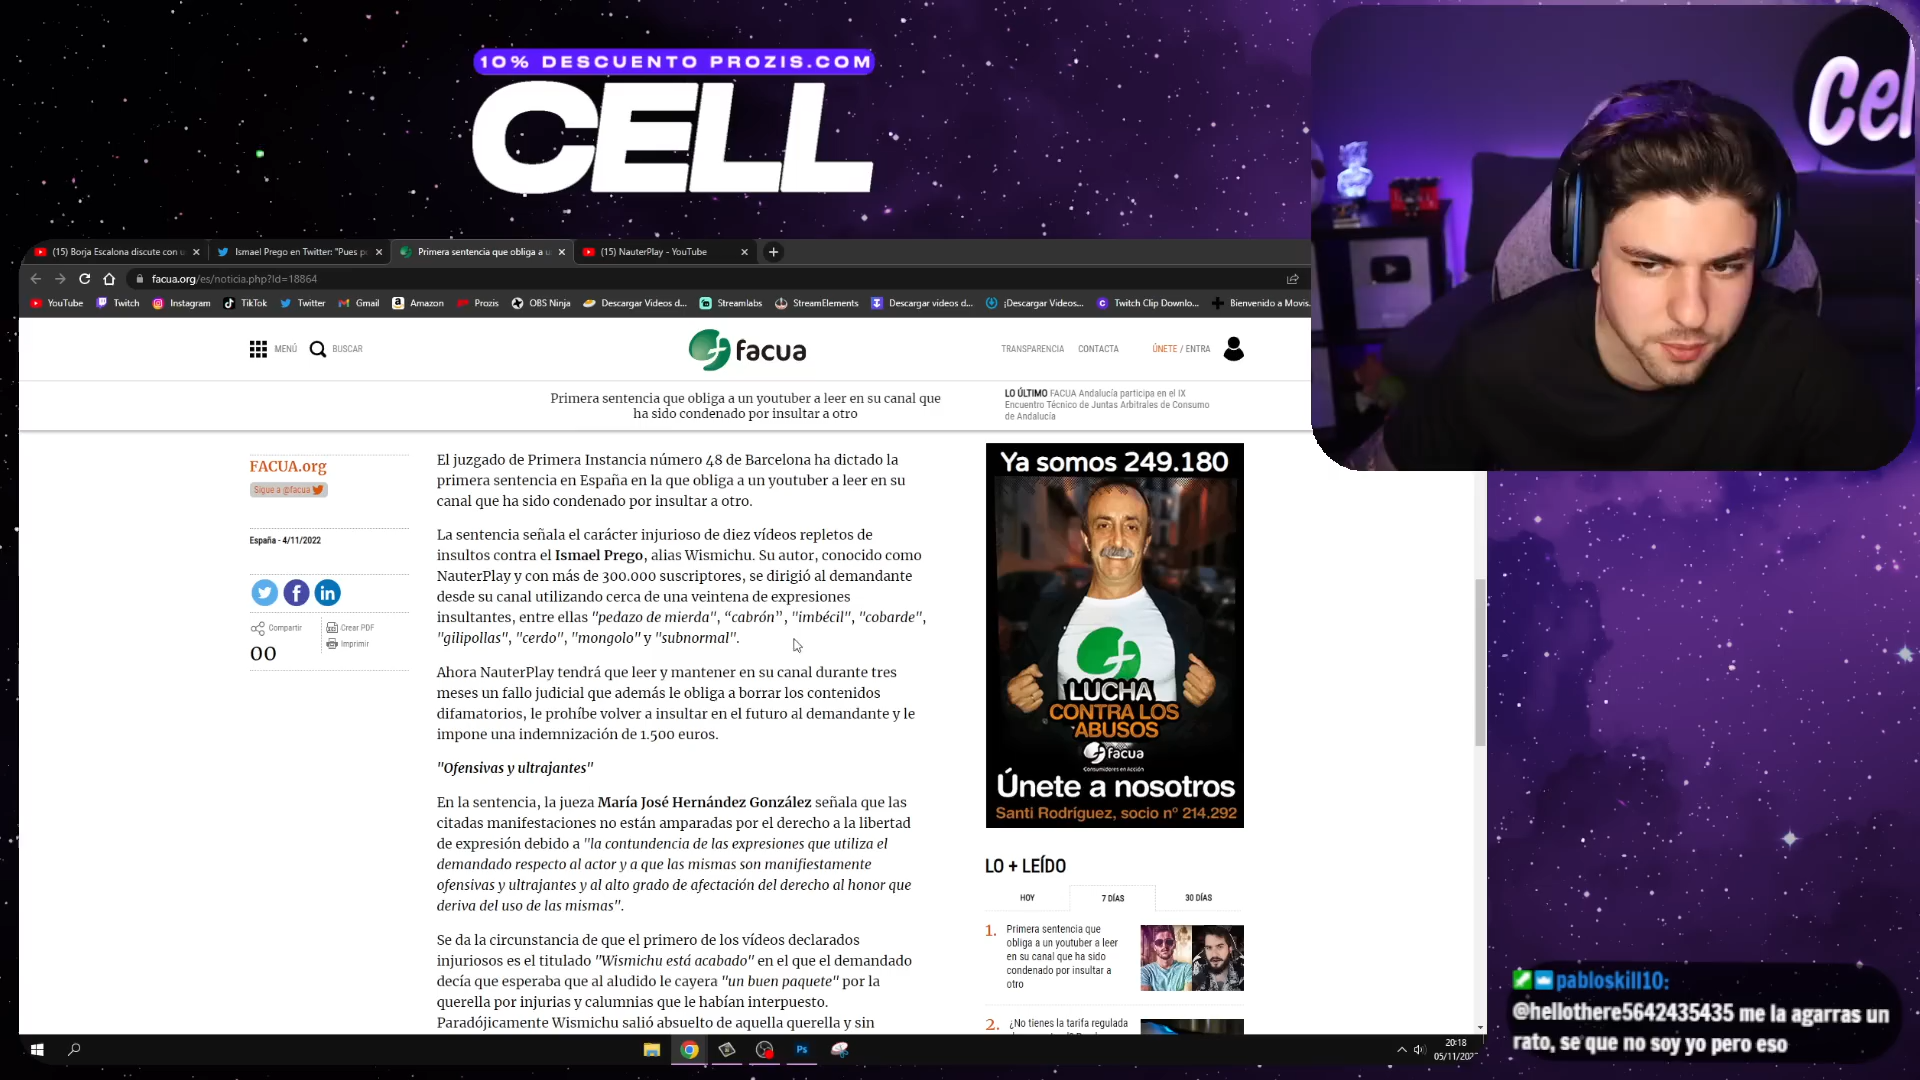 10% DESCUENTO PROZIS.COM
CELL
Cel
(15) Borja Escalona discute con u
Ismael Prego en Twitter: "Pues p
Primera sentencia que obliga a u
(15) NauterPlay - YouTube
facua.org/es/noticia.php?Id=18864
YouTube
Twitch
Instagram
TikTok
Twitter
Gmail
Amazon
Prozis
OBS Ninja
Descargar Videos d...
Streamlabs
StreamElements
Descargar videos d...
¡Descargar Videos...
Twitch Clip Downlo...
Bienvenido a Movis.
MENÚ
BUSCAR
facua
TRANSPARENCIA
CONTACTA
ÚNETE / ENTRA
Primera sentencia que obliga a un youtuber a leer en su canal que
ha sido condenado por insultar a otro
LO ÚLTIMO FACUA Andalucía participa en el IX
Encuentro Técnico de Juntas Arbitrales de Consumo
de Andalucía
FACUA.org
Sigue a @facua
España - 4/11/2022
Compartir
00
Crear PDF
Imprimir
El juzgado de Primera Instancia número 48 de Barcelona ha dictado la
primera sentencia en España en la que obliga a un youtuber a leer en su
canal que ha sido condenado por insultar a otro.
La sentencia señala el carácter injurioso de diez vídeos repletos de
insultos contra el Ismael Prego, alias Wismichu. Su autor, conocido como
NauterPlay y con más de 300.000 suscriptores, se dirigió al demandante
desde su canal utilizando cerca de una veintena de expresiones
insultantes, entre ellas "pedazo de mierda", “cabrón”, "imbécil", "cobarde",
"gilipollas", "cerdo", "mongolo" y "subnormal".
Ahora NauterPlay tendrá que leer y mantener en su canal durante tres
meses un fallo judicial que además le obliga a borrar los contenidos
difamatorios, le prohíbe volver a insultar en el futuro al demandante y le
impone una indemnización de 1.500 euros.
"Ofensivas y ultrajantes"
En la sentencia, la jueza María José Hernández González señala que las
citadas manifestaciones no están amparadas por el derecho a la libertad
de expresión debido a "la contundencia de las expresiones que utiliza el
demandado respecto al actor y a que las mismas son manifiestamente
ofensivas y ultrajantes y al alto grado de afectación del derecho al honor que
deriva del uso de las mismas".
Se da la circunstancia de que el primero de los vídeos declarados
injuriosos es el titulado "Wismichu está acabado" en el que el demandado
decía que esperaba que al aludido le cayera "un buen paquete" por la
querella por injurias y calumnias que le habían interpuesto.
Paradójicamente Wismichu salió absuelto de aquella querella y sin
Ya somos 249.180
LUCHA
CONTRA LOS
ABUSOS
facua
Consumidores en Acción
Únete a nosotros
Santi Rodríguez, socio nº 214.292
LO + LEÍDO
HOY
7 DÍAS
30 DÍAS
1.
Primera sentencia que
obliga a un youtuber a leer
en su canal que ha sido
condenado por insultar a
otro
2.
¿No tienes la tarifa regulada
pabloskill10:
@hellothere5642435435 me la agarras un
rato, se que no soy yo pero eso
Ps
20:18
05/11/202